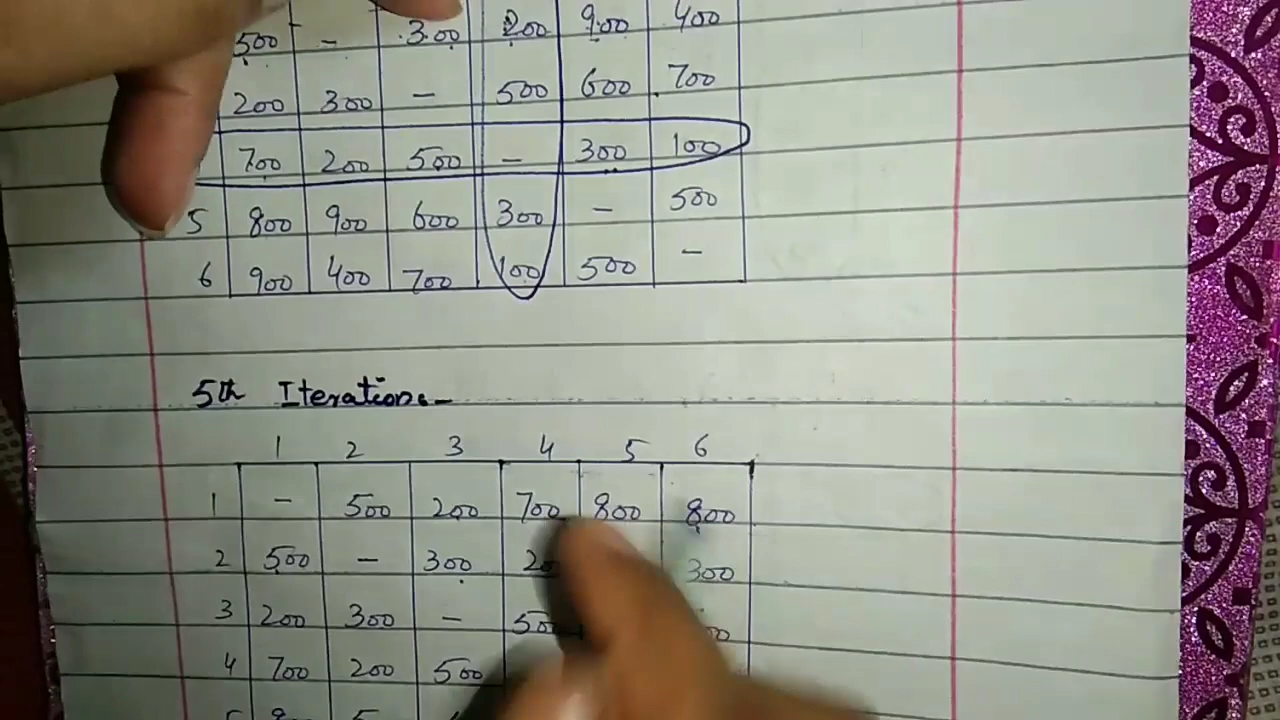 500 - 300 200 900 400
200 300 - 500 600 700
700 200 500 - 300 100
5 800 900 600 300 - 500
6 900 400 700 100 500 -
5th Iteration:-
1 2 3 4 5 6
1 - 500 200 700 800 800
2 500 - 300 300
3 200 300 - 500
4 700 200 500